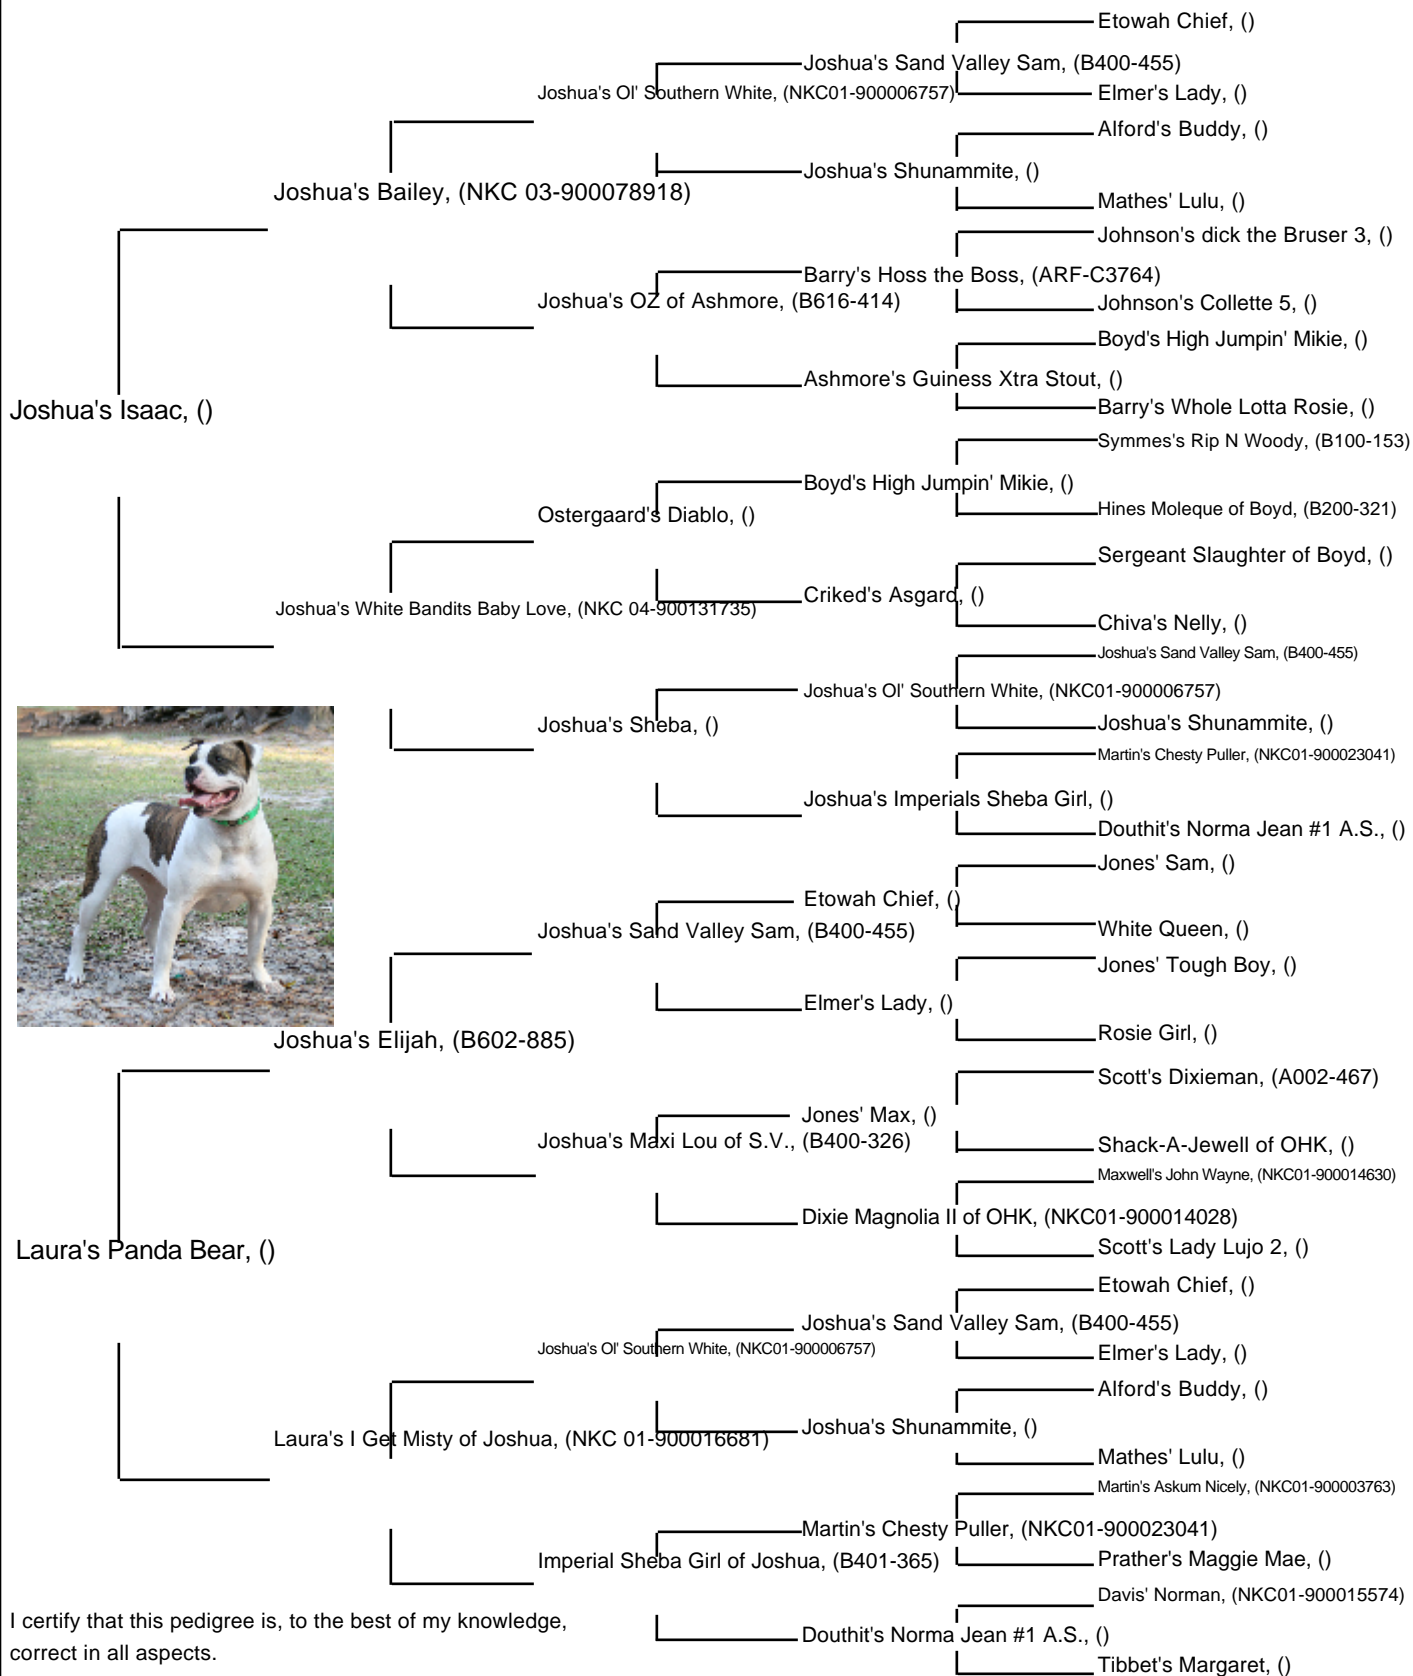 Etowah Chief, ()
Joshua's Sand Valley Sam, (B400-455)
Joshua's Ol' Southern White, (NKC01-900006757)
Elmer's Lady, ()
Alford's Buddy, ()
Joshua's Shunammite, ()
Joshua's Bailey, (NKC 03-900078918)
Mathes' Lulu, ()
Johnson's dick the Bruser 3, ()
Barry's Hoss the Boss, (ARF-C3764)
Joshua's OZ of Ashmore, (B616-414)
Johnson's Collette 5, ()
Boyd's High Jumpin' Mikie, ()
Ashmore's Guiness Xtra Stout, ()
Joshua's Isaac, ()
Barry's Whole Lotta Rosie, ()
Symmes's Rip N Woody, (B100-153)
Boyd's High Jumpin' Mikie, ()
Ostergaard's Diablo, ()
Hines Moleque of Boyd, (B200-321)
Sergeant Slaughter of Boyd, ()
Criked's Asgard, ()
Joshua's White Bandits Baby Love, (NKC 04-900131735)
Chiva's Nelly, ()
Joshua's Sand Valley Sam, (B400-455)
Joshua's Ol' Southern White, (NKC01-900006757)
Joshua's Sheba, ()
Joshua's Shunammite, ()
Martin's Chesty Puller, (NKC01-900023041)
Joshua's Imperials Sheba Girl, ()
Douthit's Norma Jean #1 A.S., ()
Jones' Sam, ()
Etowah Chief, ()
Joshua's Sand Valley Sam, (B400-455)
White Queen, ()
Jones' Tough Boy, ()
Elmer's Lady, ()
Joshua's Elijah, (B602-885)
Rosie Girl, ()
Scott's Dixieman, (A002-467)
Jones' Max, ()
Joshua's Maxi Lou of S.V., (B400-326)
Shack-A-Jewell of OHK, ()
Maxwell's John Wayne, (NKC01-900014630)
Dixie Magnolia II of OHK, (NKC01-900014028)
Laura's Panda Bear, ()
Scott's Lady Lujo 2, ()
Etowah Chief, ()
Joshua's Sand Valley Sam, (B400-455)
Joshua's Ol' Southern White, (NKC01-900006757)
Elmer's Lady, ()
Alford's Buddy, ()
Joshua's Shunammite, ()
Laura's I Get Misty of Joshua, (NKC 01-900016681)
Mathes' Lulu, ()
Martin's Askum Nicely, (NKC01-900003763)
Martin's Chesty Puller, (NKC01-900023041)
Imperial Sheba Girl of Joshua, (B401-365)
Prather's Maggie Mae, ()
Davis' Norman, (NKC01-900015574)
Douthit's Norma Jean #1 A.S., ()
Tibbet's Margaret, ()
I certify that this pedigree is, to the best of my knowledge,
correct in all aspects.